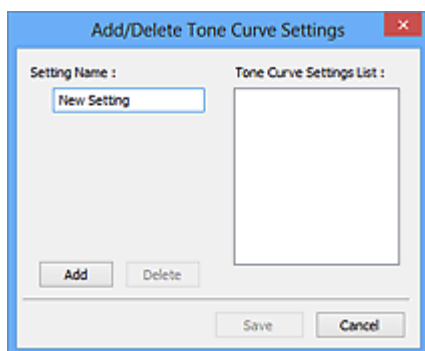 Add/Delete Tone Curve Settings
Setting Name :
Tone Curve Settings List :
New Setting
Add
Delete
Save
Cancel